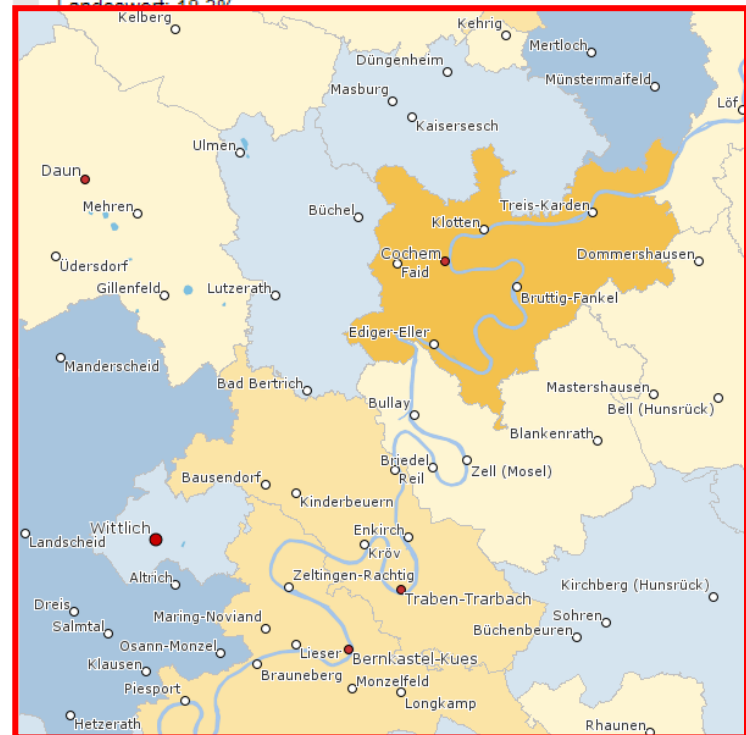 Landeswert: 18,2%
Kelberg
Kehrig
Mertloch
Düngenheim
Münstermaifeld
Masburg
Löf
Kaisersesch
Ulmen
Daun
Treis-Karden
Mehren
Büchel
Klotten
Cochem
Dommershausen
Üdersdorf
Faid
Gillenfeld
Lutzerath
Bruttig-Fankel
Ediger-Eller
Manderscheid
Bad Bertrich
Mastershausen
Bullay
Bell (Hunsrück)
Blankenrath
Briedel
Zell (Mosel)
Bausendorf
Reil
Kinderbeuern
Wittlich
Enkirch
Landscheid
Kröv
Altrich
Zeltingen-Rachtig
Kirchberg (Hunsrück)
Traben-Trarbach
Dreis
Maring-Noviand
Sohren
Salmtal
Büchenbeuren
Osann-Monzel
Lieser
Bernkastel-Kues
Klausen
Brauneberg
Piesport
Monzelfeld
Longkamp
Hetzerath
Rhaunen